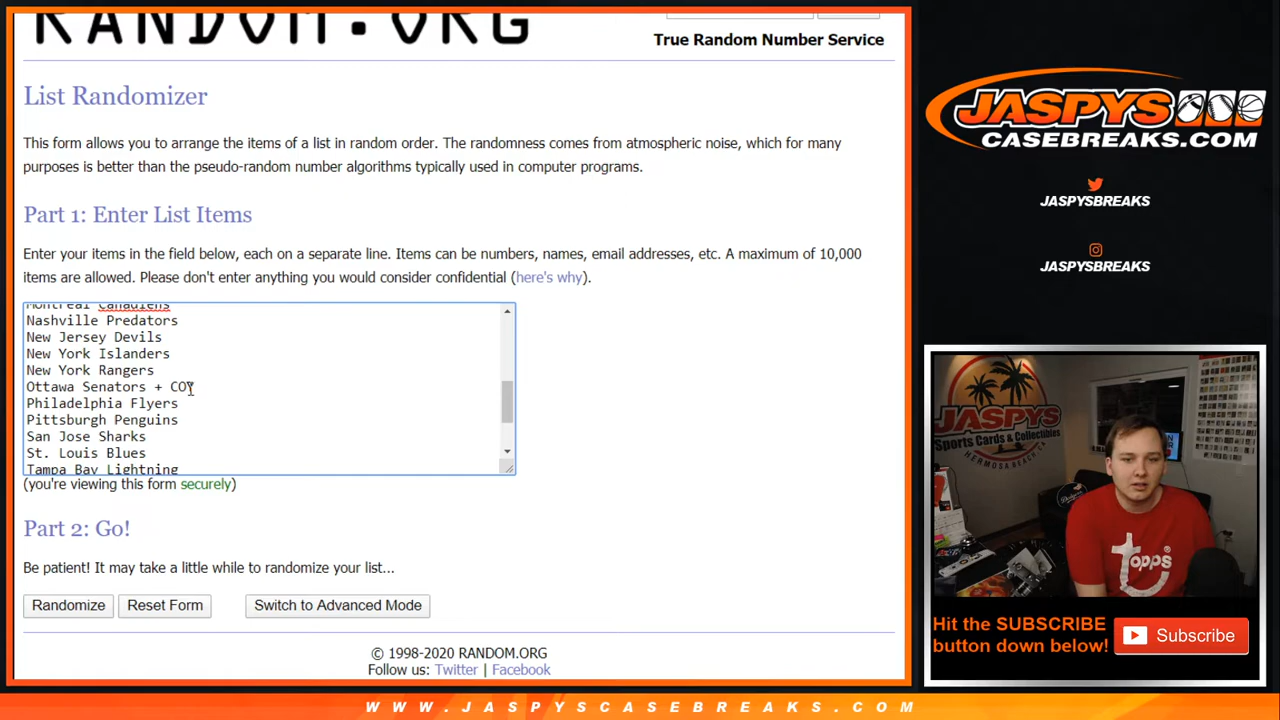 RANDOM.ORG
True Random Number Service
List Randomizer
This form allows you to arrange the items of a list in random order. The randomness comes from atmospheric noise, which for many
purposes is better than the pseudo-random number algorithms typically used in computer programs.
Part 1: Enter List Items
Enter your items in the field below, each on a separate line. Items can be numbers, names, email addresses, etc. A maximum of 10,000
items are allowed. Please don't enter anything you would consider confidential (here's why).
Montreal Canadiens
Nashville Predators
New Jersey Devils
New York Islanders
New York Rangers
Ottawa Senators + COY
Philadelphia Flyers
Pittsburgh Penguins
San Jose Sharks
St. Louis Blues
Tampa Bay Lightning
(you're viewing this form securely)
Part 2: Go!
Be patient! It may take a little while to randomize your list...
Randomize
Reset Form
Switch to Advanced Mode
© 1998-2020 RANDOM.ORG
Follow us: Twitter | Facebook
JASPYS
CASEBREAKS.COM
JASPYSBREAKS
JASPYSBREAKS
JASPYS
Sports Cards & Collectibles
HERMOSA BEACH, CA
Dodgers
topps
Hit the SUBSCRIBE
button down below!
Subscribe
WWW.JASPYSCASEBREAKS.COM